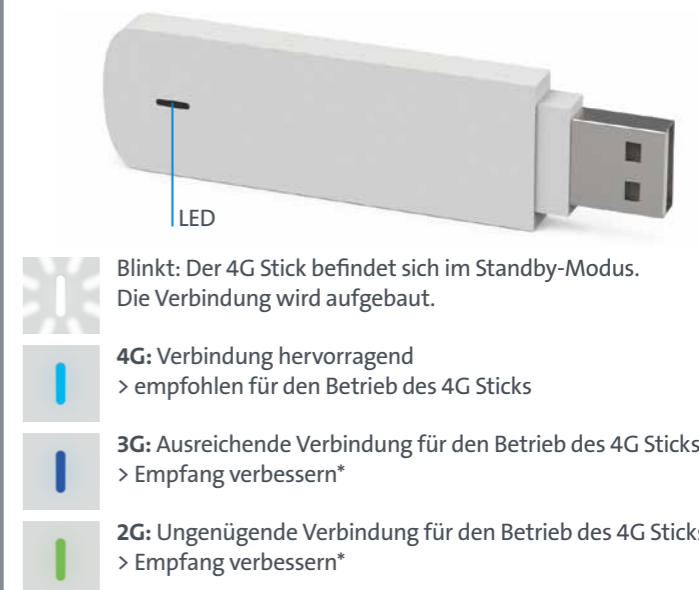 LED
Blinkt: Der 4G Stick befindet sich im Standby-Modus.
Die Verbindung wird aufgebaut.
4G: Verbindung hervorragend
> empfohlen für den Betrieb des 4G Sticks
3G: Ausreichende Verbindung für den Betrieb des 4G Sticks
> Empfang verbessern*
2G: Ungenügende Verbindung für den Betrieb des 4G Sticks
> Empfang verbessern*